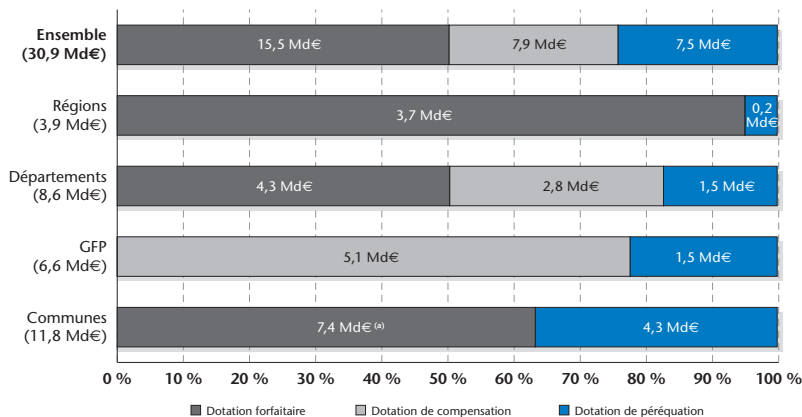 Ensemble
(30,9 Md€)
15,5 Md€
7,9 Md€
7,5 Md€
Régions
(3,9 Md€)
3,7 Md€
0,2
Md€
Départements
(8,6 Md€)
4,3 Md€
2,8 Md€
1,5 Md€
GFP
(6,6 Md€)
5,1 Md€
1,5 Md€
Communes
(11,8 Md€)
7,4 Md€ (a)
4,3 Md€
0 % 10 % 20 % 30 % 40 % 50 % 60 % 70 % 80 % 90 % 100 %
Dotation forfaitaire Dotation de compensation Dotation de péréquation